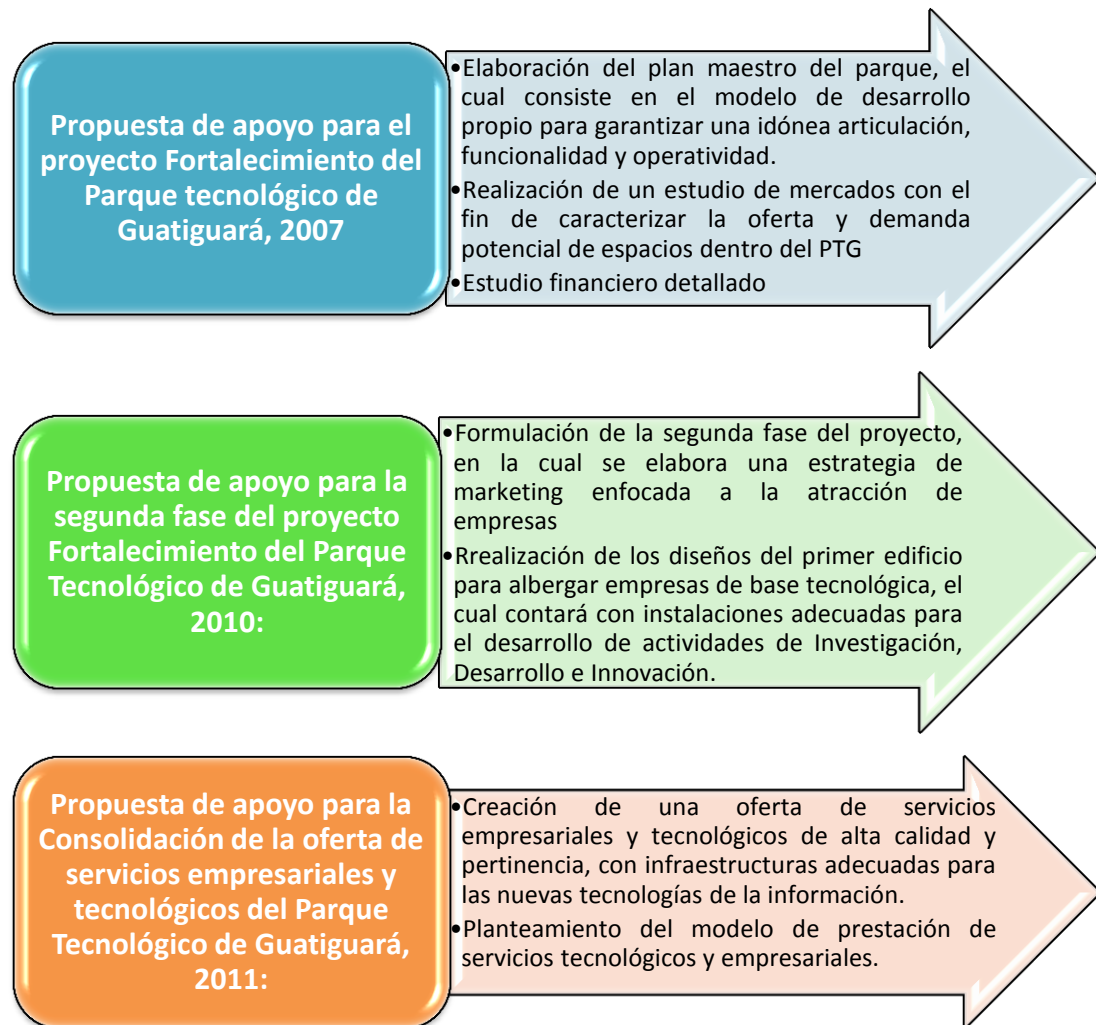 Propuesta de apoyo para el
proyecto Fortalecimiento del
Parque tecnológico de
Guatiguará, 2007
•Elaboración del plan maestro del parque, el
cual consiste en el modelo de desarrollo
propio para garantizar una idónea articulación,
funcionalidad y operatividad.
•Realización de un estudio de mercados con el
fin de caracterizar la oferta y demanda
potencial de espacios dentro del PTG
•Estudio financiero detallado
Propuesta de apoyo para la
segunda fase del proyecto
Fortalecimiento del Parque
Tecnológico de Guatiguará,
2010:
•Formulación de la segunda fase del proyecto,
en la cual se elabora una estrategia de
marketing enfocada a la atracción de
empresas
•Rrealización de los diseños del primer edificio
para albergar empresas de base tecnológica, el
cual contará con instalaciones adecuadas para
el desarrollo de actividades de Investigación,
Desarrollo e Innovación.
Propuesta de apoyo para la
Consolidación de la oferta de
servicios empresariales y
tecnológicos del Parque
Tecnológico de Guatiguará,
2011:
•Creación de una oferta de servicios
empresariales y tecnológicos de alta calidad y
pertinencia, con infraestructuras adecuadas para
las nuevas tecnologías de la información.
•Planteamiento del modelo de prestación de
servicios tecnológicos y empresariales.